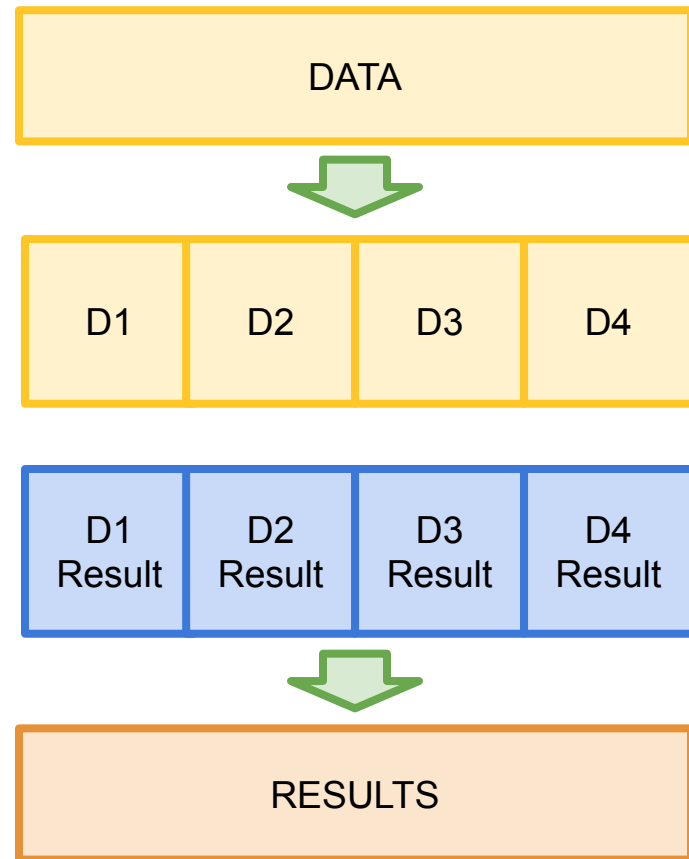 DATA
D1 D2 D3 D4
D1 D2 D3 D4
Result Result Result Result
RESULTS